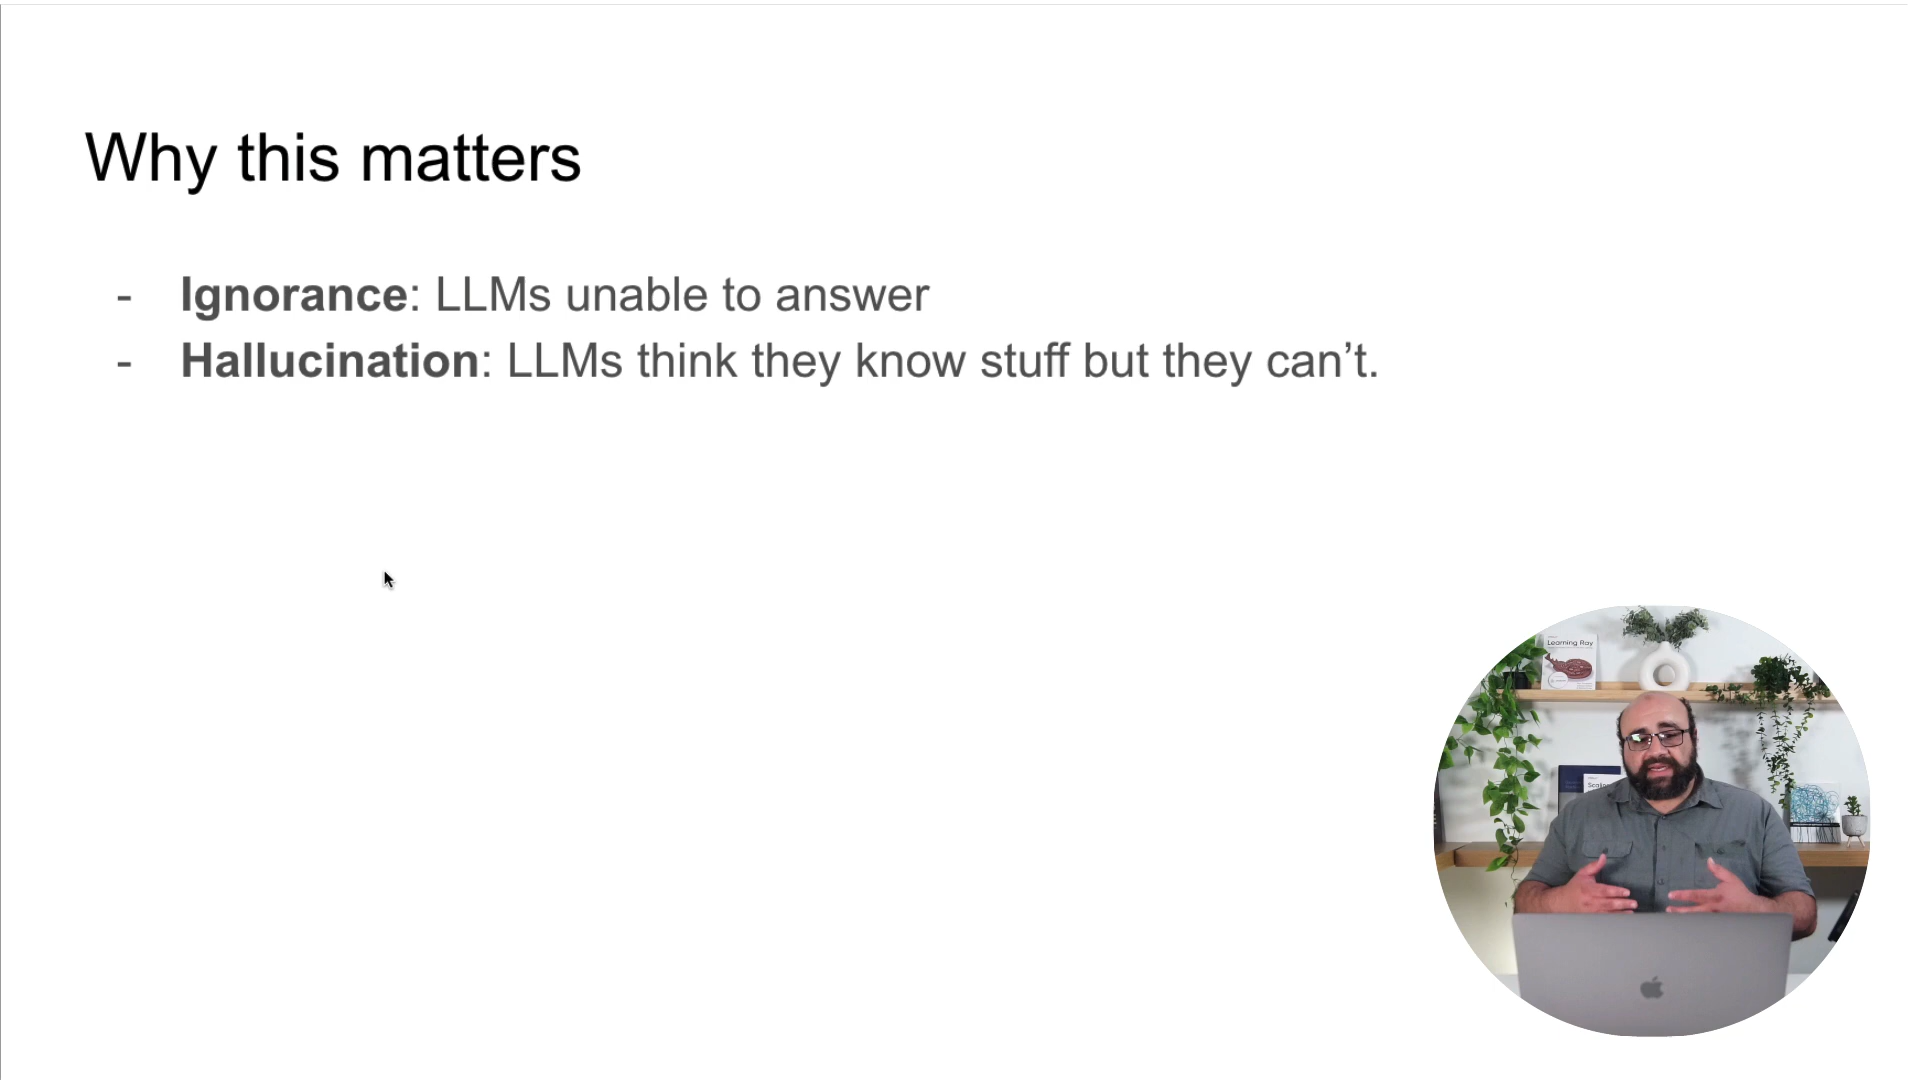 Why this matters
- Ignorance: LLMs unable to answer
- Hallucination: LLMs think they know stuff but they can’t.
Learning Ray